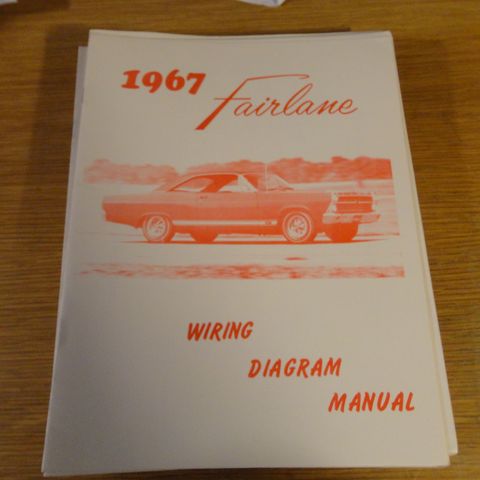 1967
Fairlane
WIRING
DIAGRAM
MANUAL